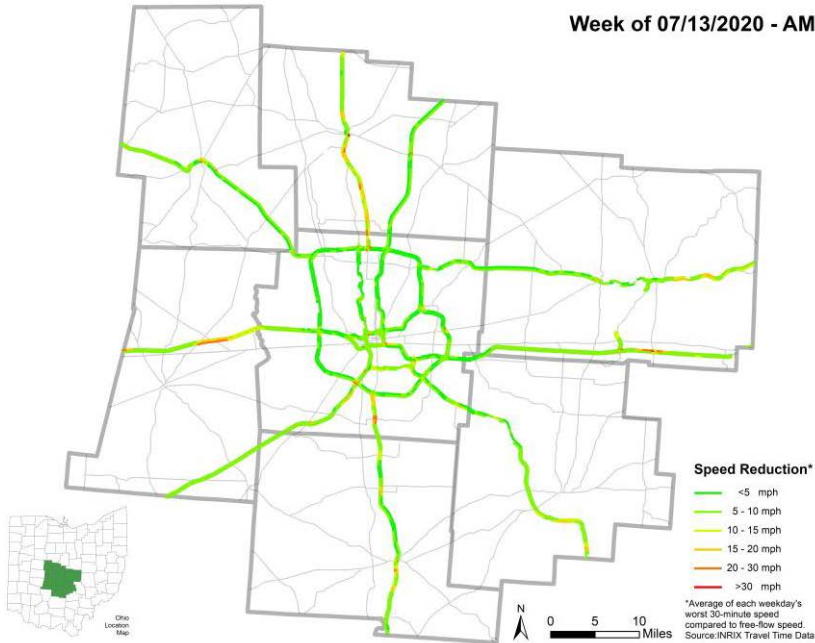 Week of 07/13/2020 - AM
Speed Reduction*
<5 mph
5 - 10 mph
10 - 15 mph
15 - 20 mph
20 - 30 mph
>30 mph
*Average of each weekday's
worst 30-minute speed
compared to free-flow speed.
Source:INRIX Travel Time Data
Ohio
Location
Map
N
0 5 10
Miles